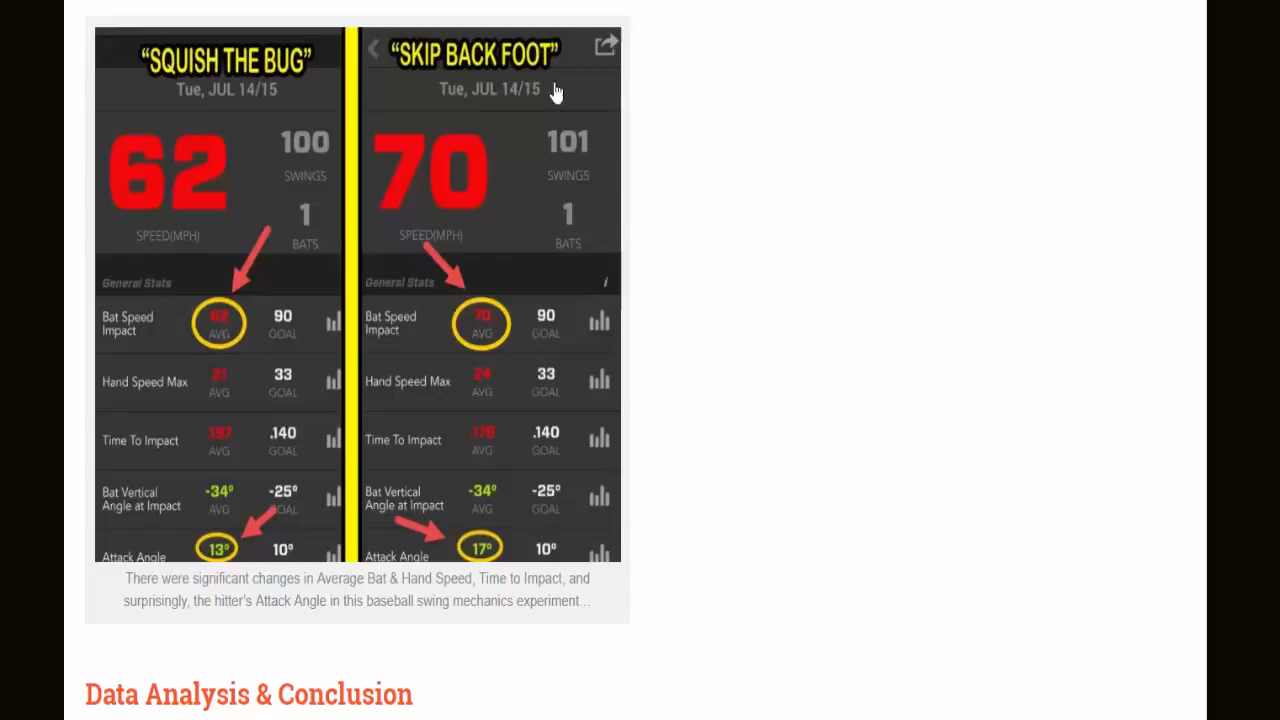 “SQUISH THE BUG”
Tue, JUL 14/15
62
100
SWINGS
SPEED(MPH)
1
BATS
General Stats
Bat Speed Impact
62 AVG
90 GOAL
Hand Speed Max
21 AVG
33 GOAL
Time To Impact
.197 AVG
.140 GOAL
Bat Vertical Angle at Impact
-34° AVG
-25° GOAL
Attack Angle
13°
10°
“SKIP BACK FOOT”
Tue, JUL 14/15
70
101
SWINGS
SPEED(MPH)
1
BATS
General Stats
i
Bat Speed Impact
70 AVG
90 GOAL
Hand Speed Max
24 AVG
33 GOAL
Time To Impact
.178 AVG
.140 GOAL
Bat Vertical Angle at Impact
-34° AVG
-25° GOAL
Attack Angle
17°
10°
There were significant changes in Average Bat & Hand Speed, Time to Impact, and
surprisingly, the hitter's Attack Angle in this baseball swing mechanics experiment...
Data Analysis & Conclusion